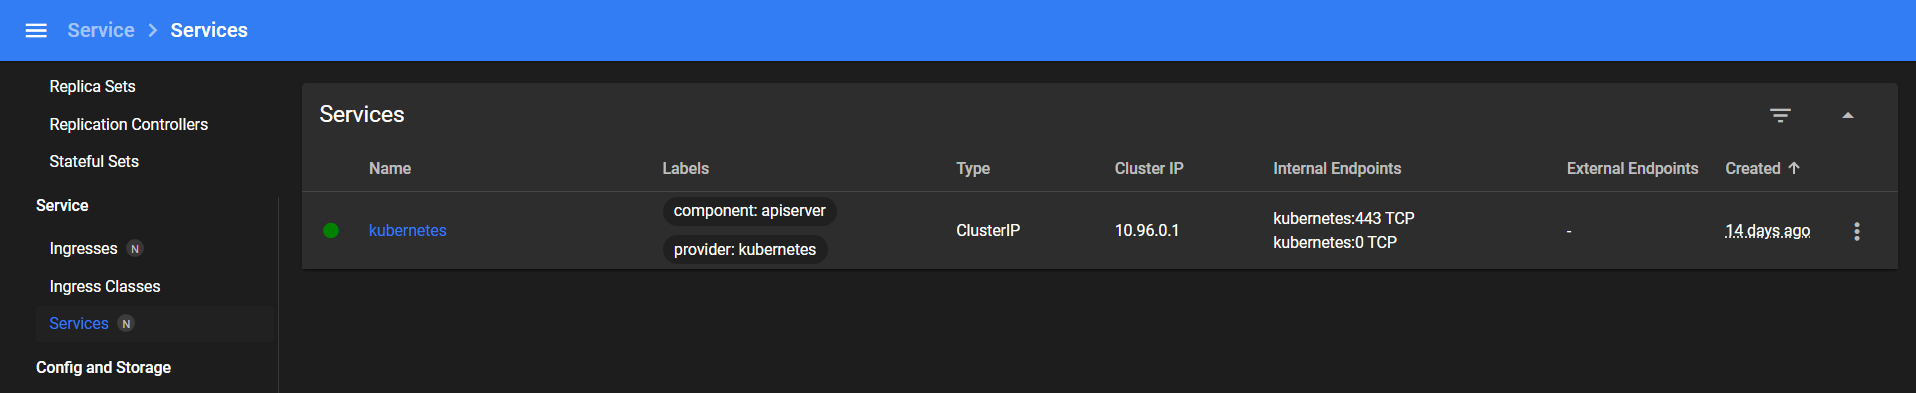 Service > Services
Replica Sets
Replication Controllers
Stateful Sets
Service
Ingresses N
Ingress Classes
Services N
Config and Storage
Services
Name Labels Type Cluster IP Internal Endpoints External Endpoints Created
kubernetes component: apiserver provider: kubernetes ClusterIP 10.96.0.1 kubernetes:443 TCP kubernetes:0 TCP - 14 days ago